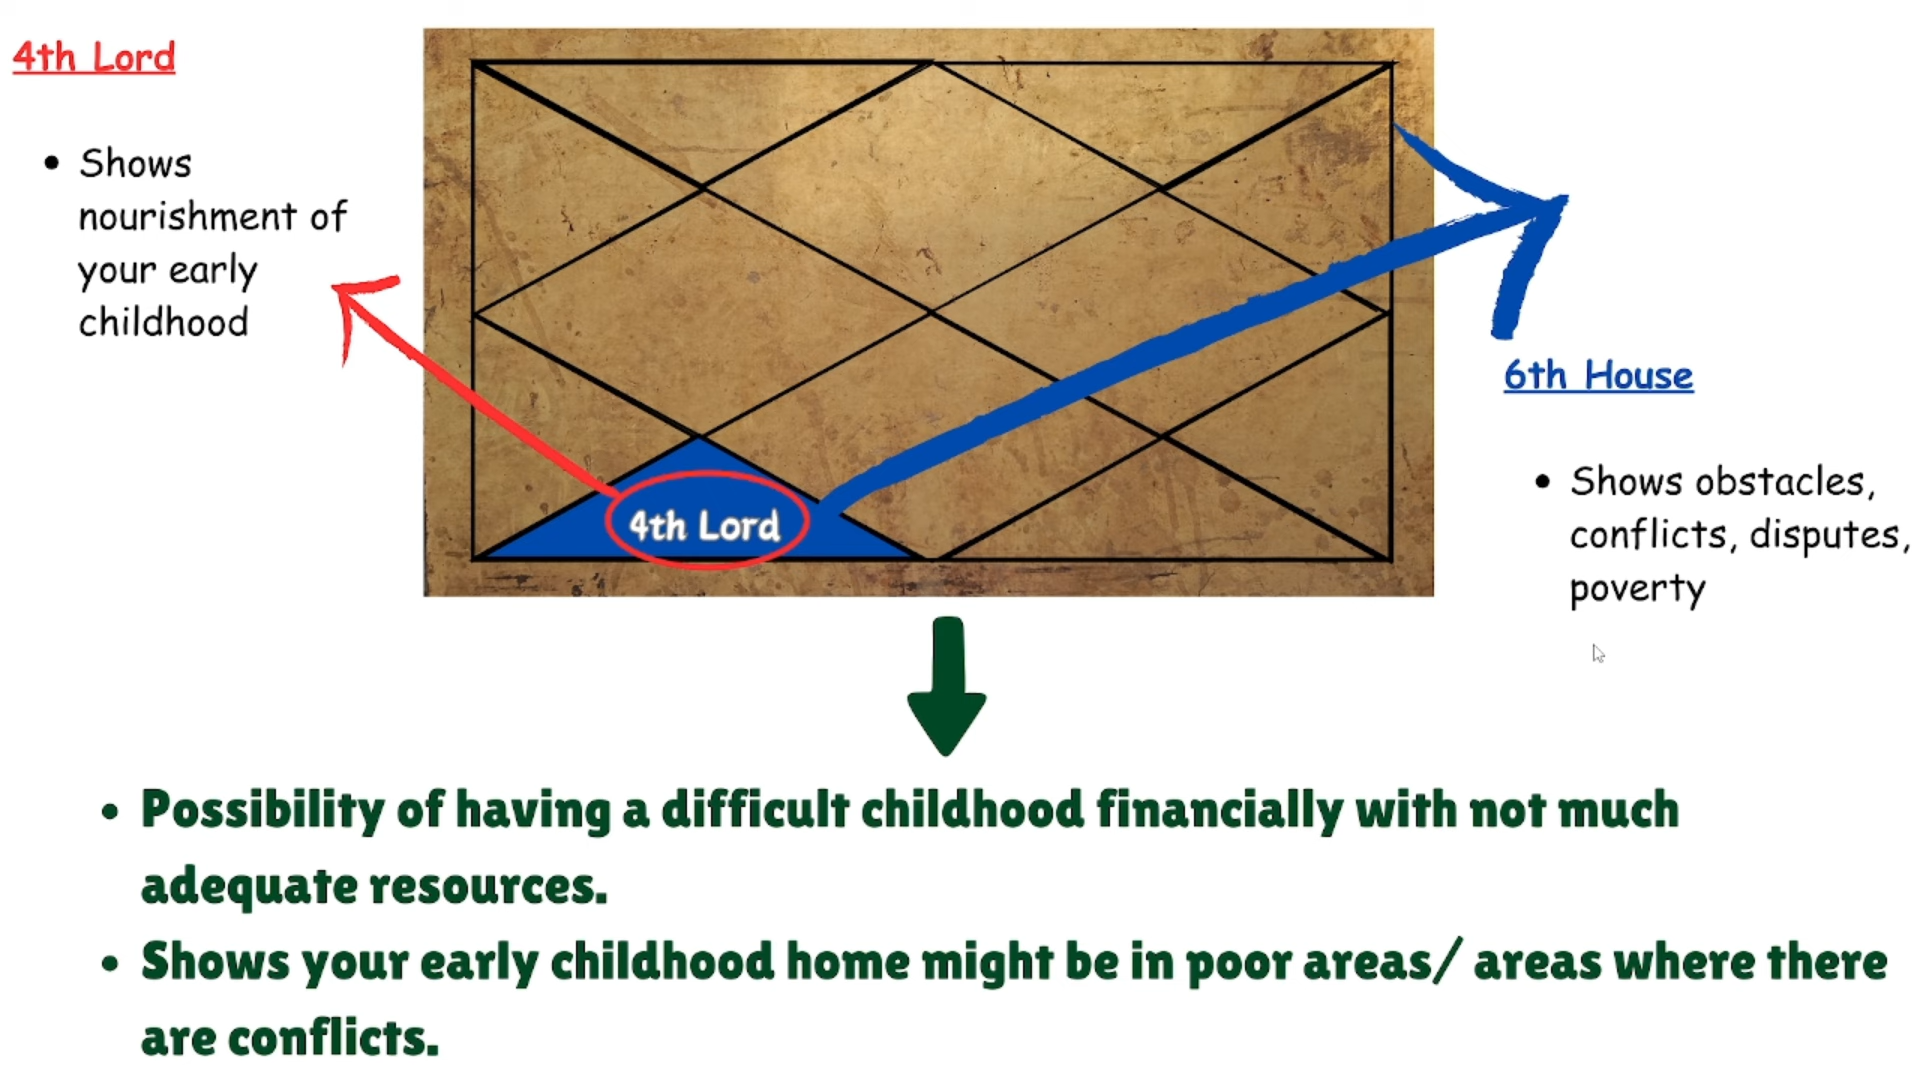 4th Lord
• Shows
nourishment of
your early
childhood
4th Lord
6th House
• Shows obstacles,
conflicts, disputes,
poverty
• Possibility of having a difficult childhood financially with not much
adequate resources.
• Shows your early childhood home might be in poor areas/ areas where there
are conflicts.